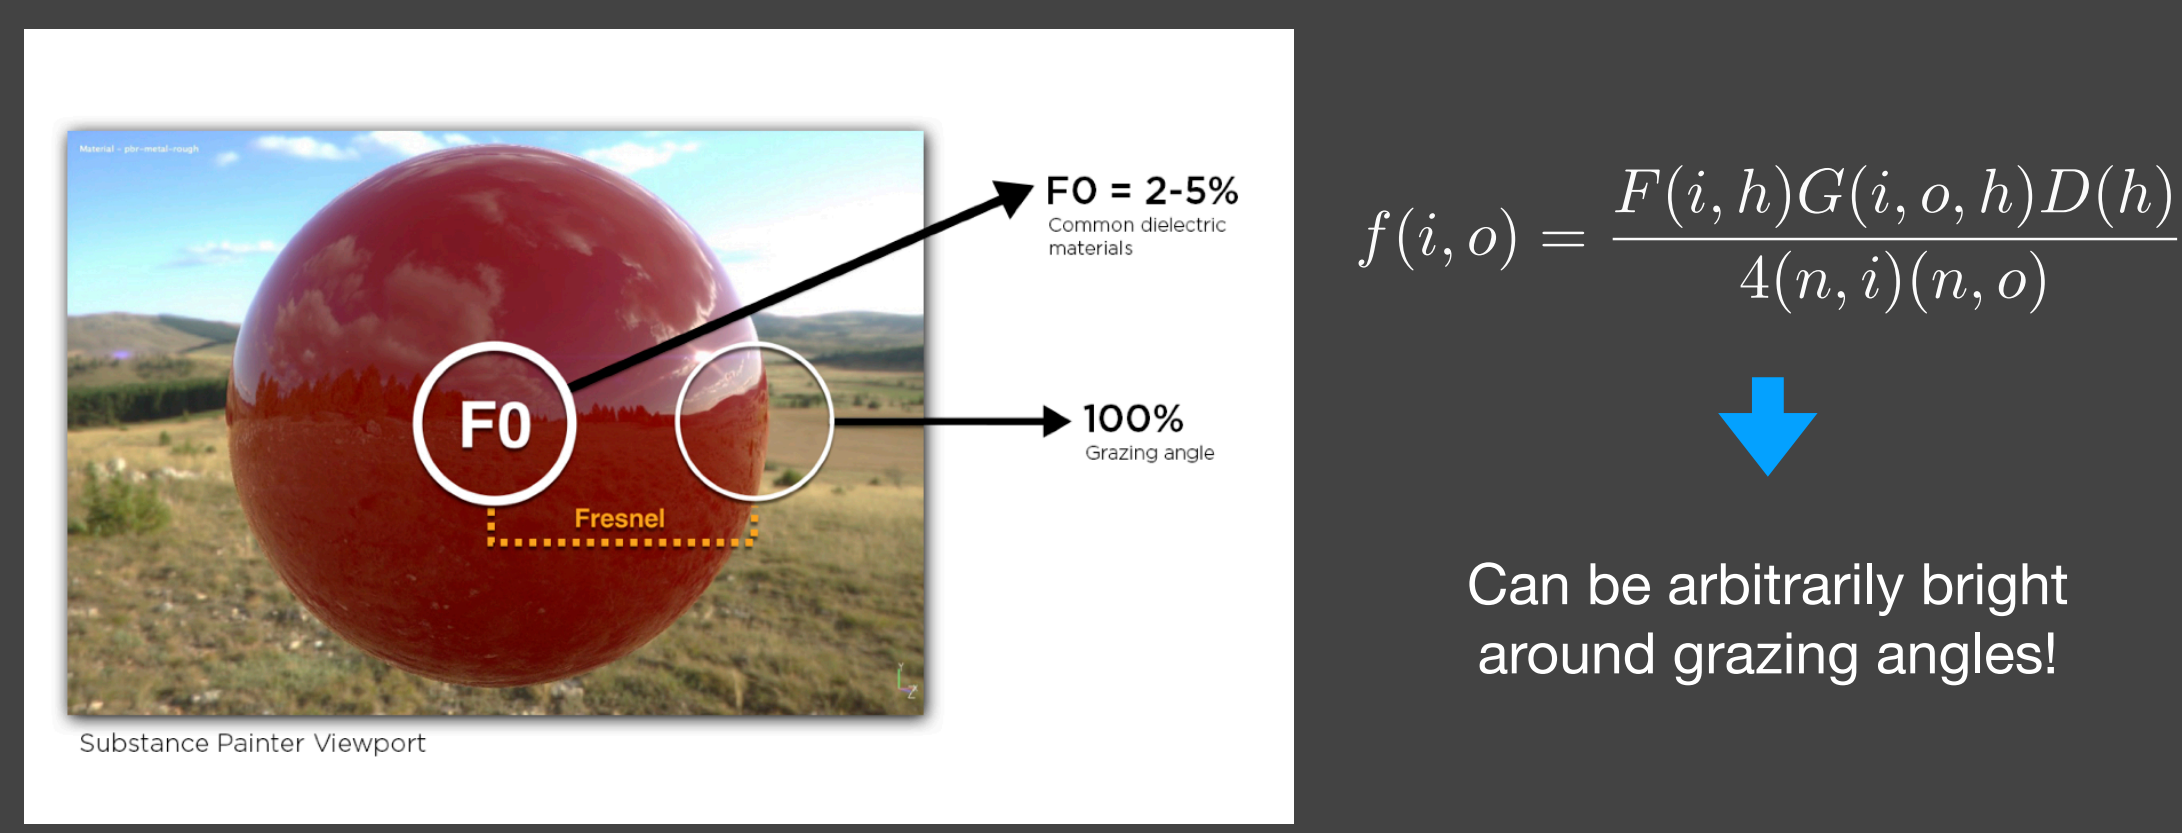 Material - pbr-metal-rough
F0 = 2-5%
Common dielectric
materials
F0
100%
Grazing angle
Fresnel
Y
Z
Substance Painter Viewport
f(i, o) = F(i, h)G(i, o, h)D(h) / 4(n, i)(n, o)
Can be arbitrarily bright
around grazing angles!